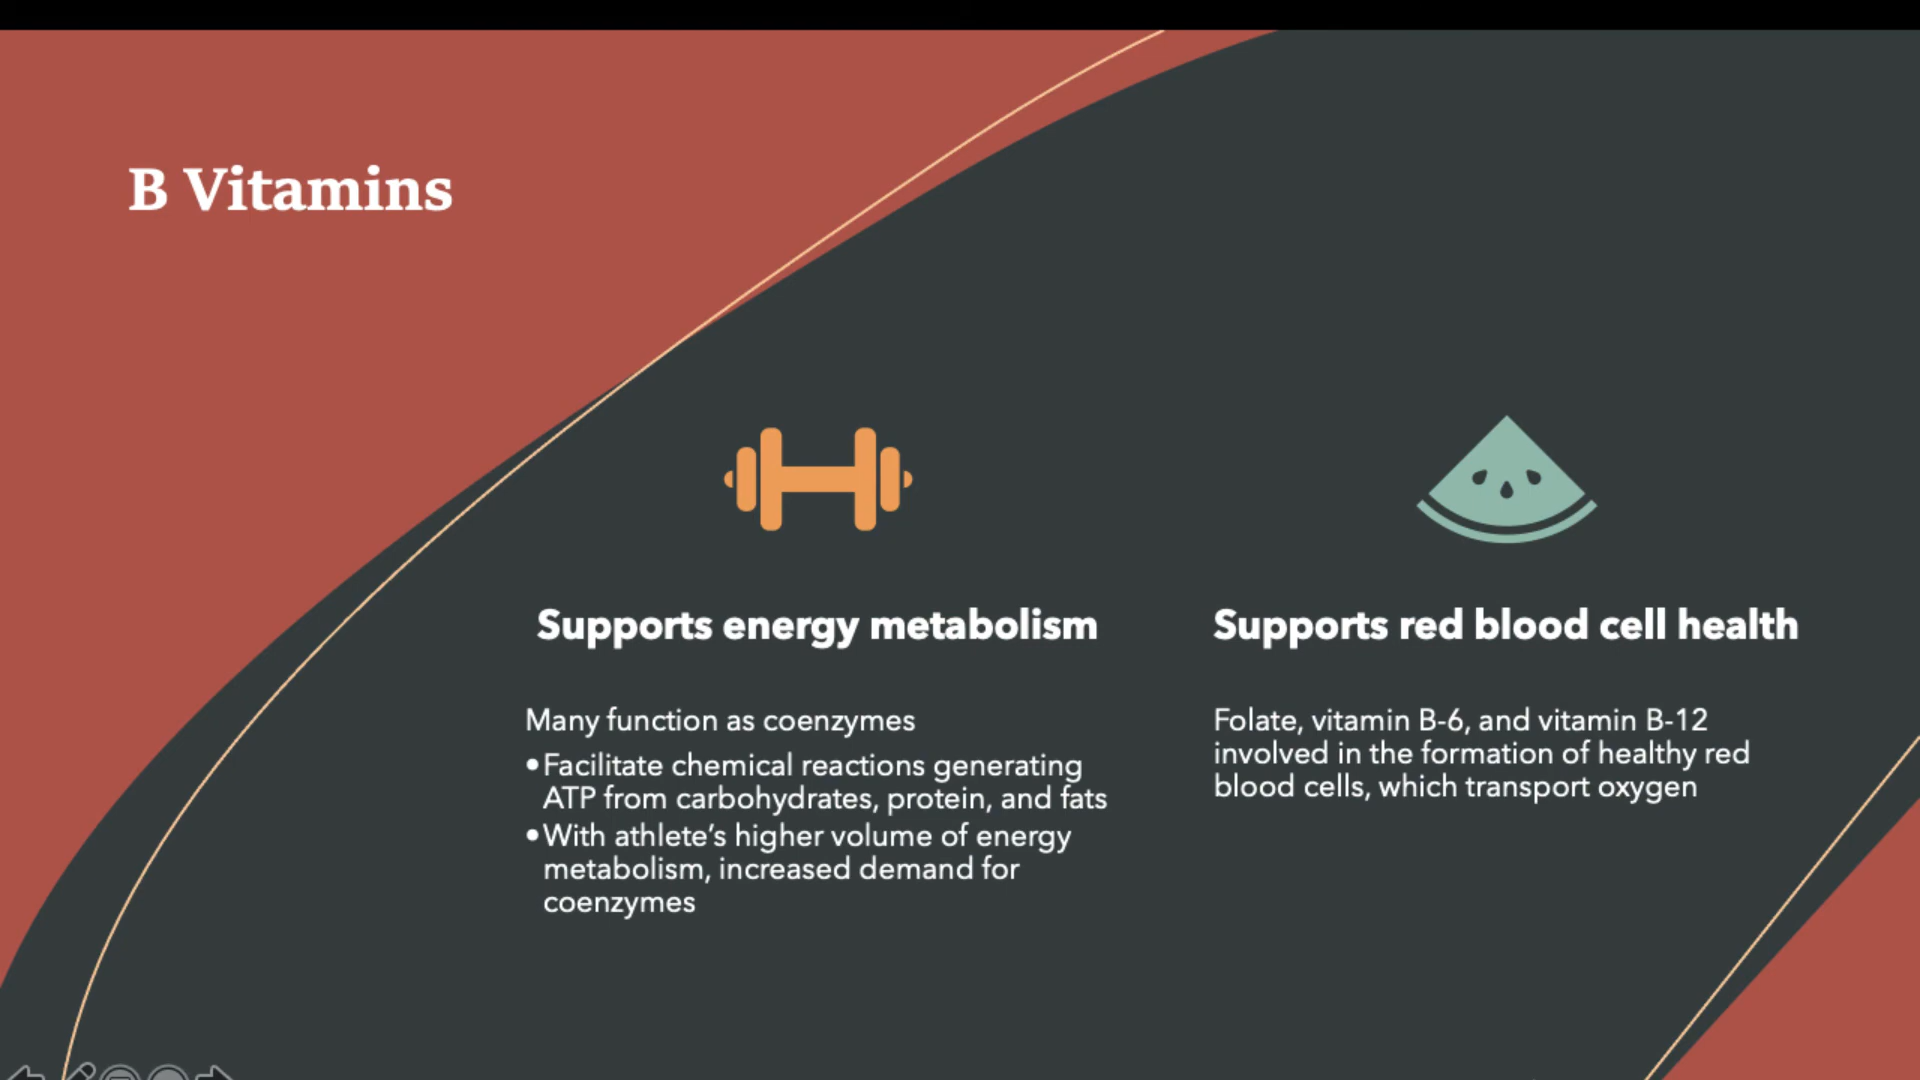 B Vitamins
Supports energy metabolism
Many function as coenzymes
•Facilitate chemical reactions generating
ATP from carbohydrates, protein, and fats
•With athlete’s higher volume of energy
metabolism, increased demand for
coenzymes
Supports red blood cell health
Folate, vitamin B-6, and vitamin B-12
involved in the formation of healthy red
blood cells, which transport oxygen